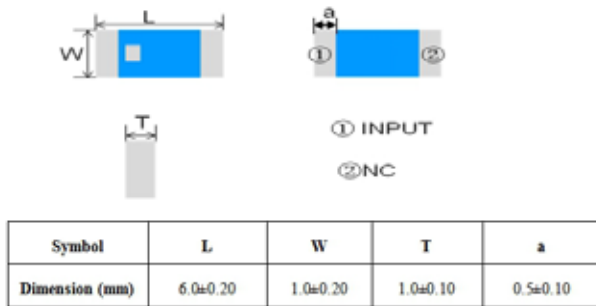 L
a
W
① ②
T
① INPUT
②NC
Symbol L W T a
Dimension (mm) 6.0±0.20 1.0±0.20 1.0±0.10 0.5±0.10